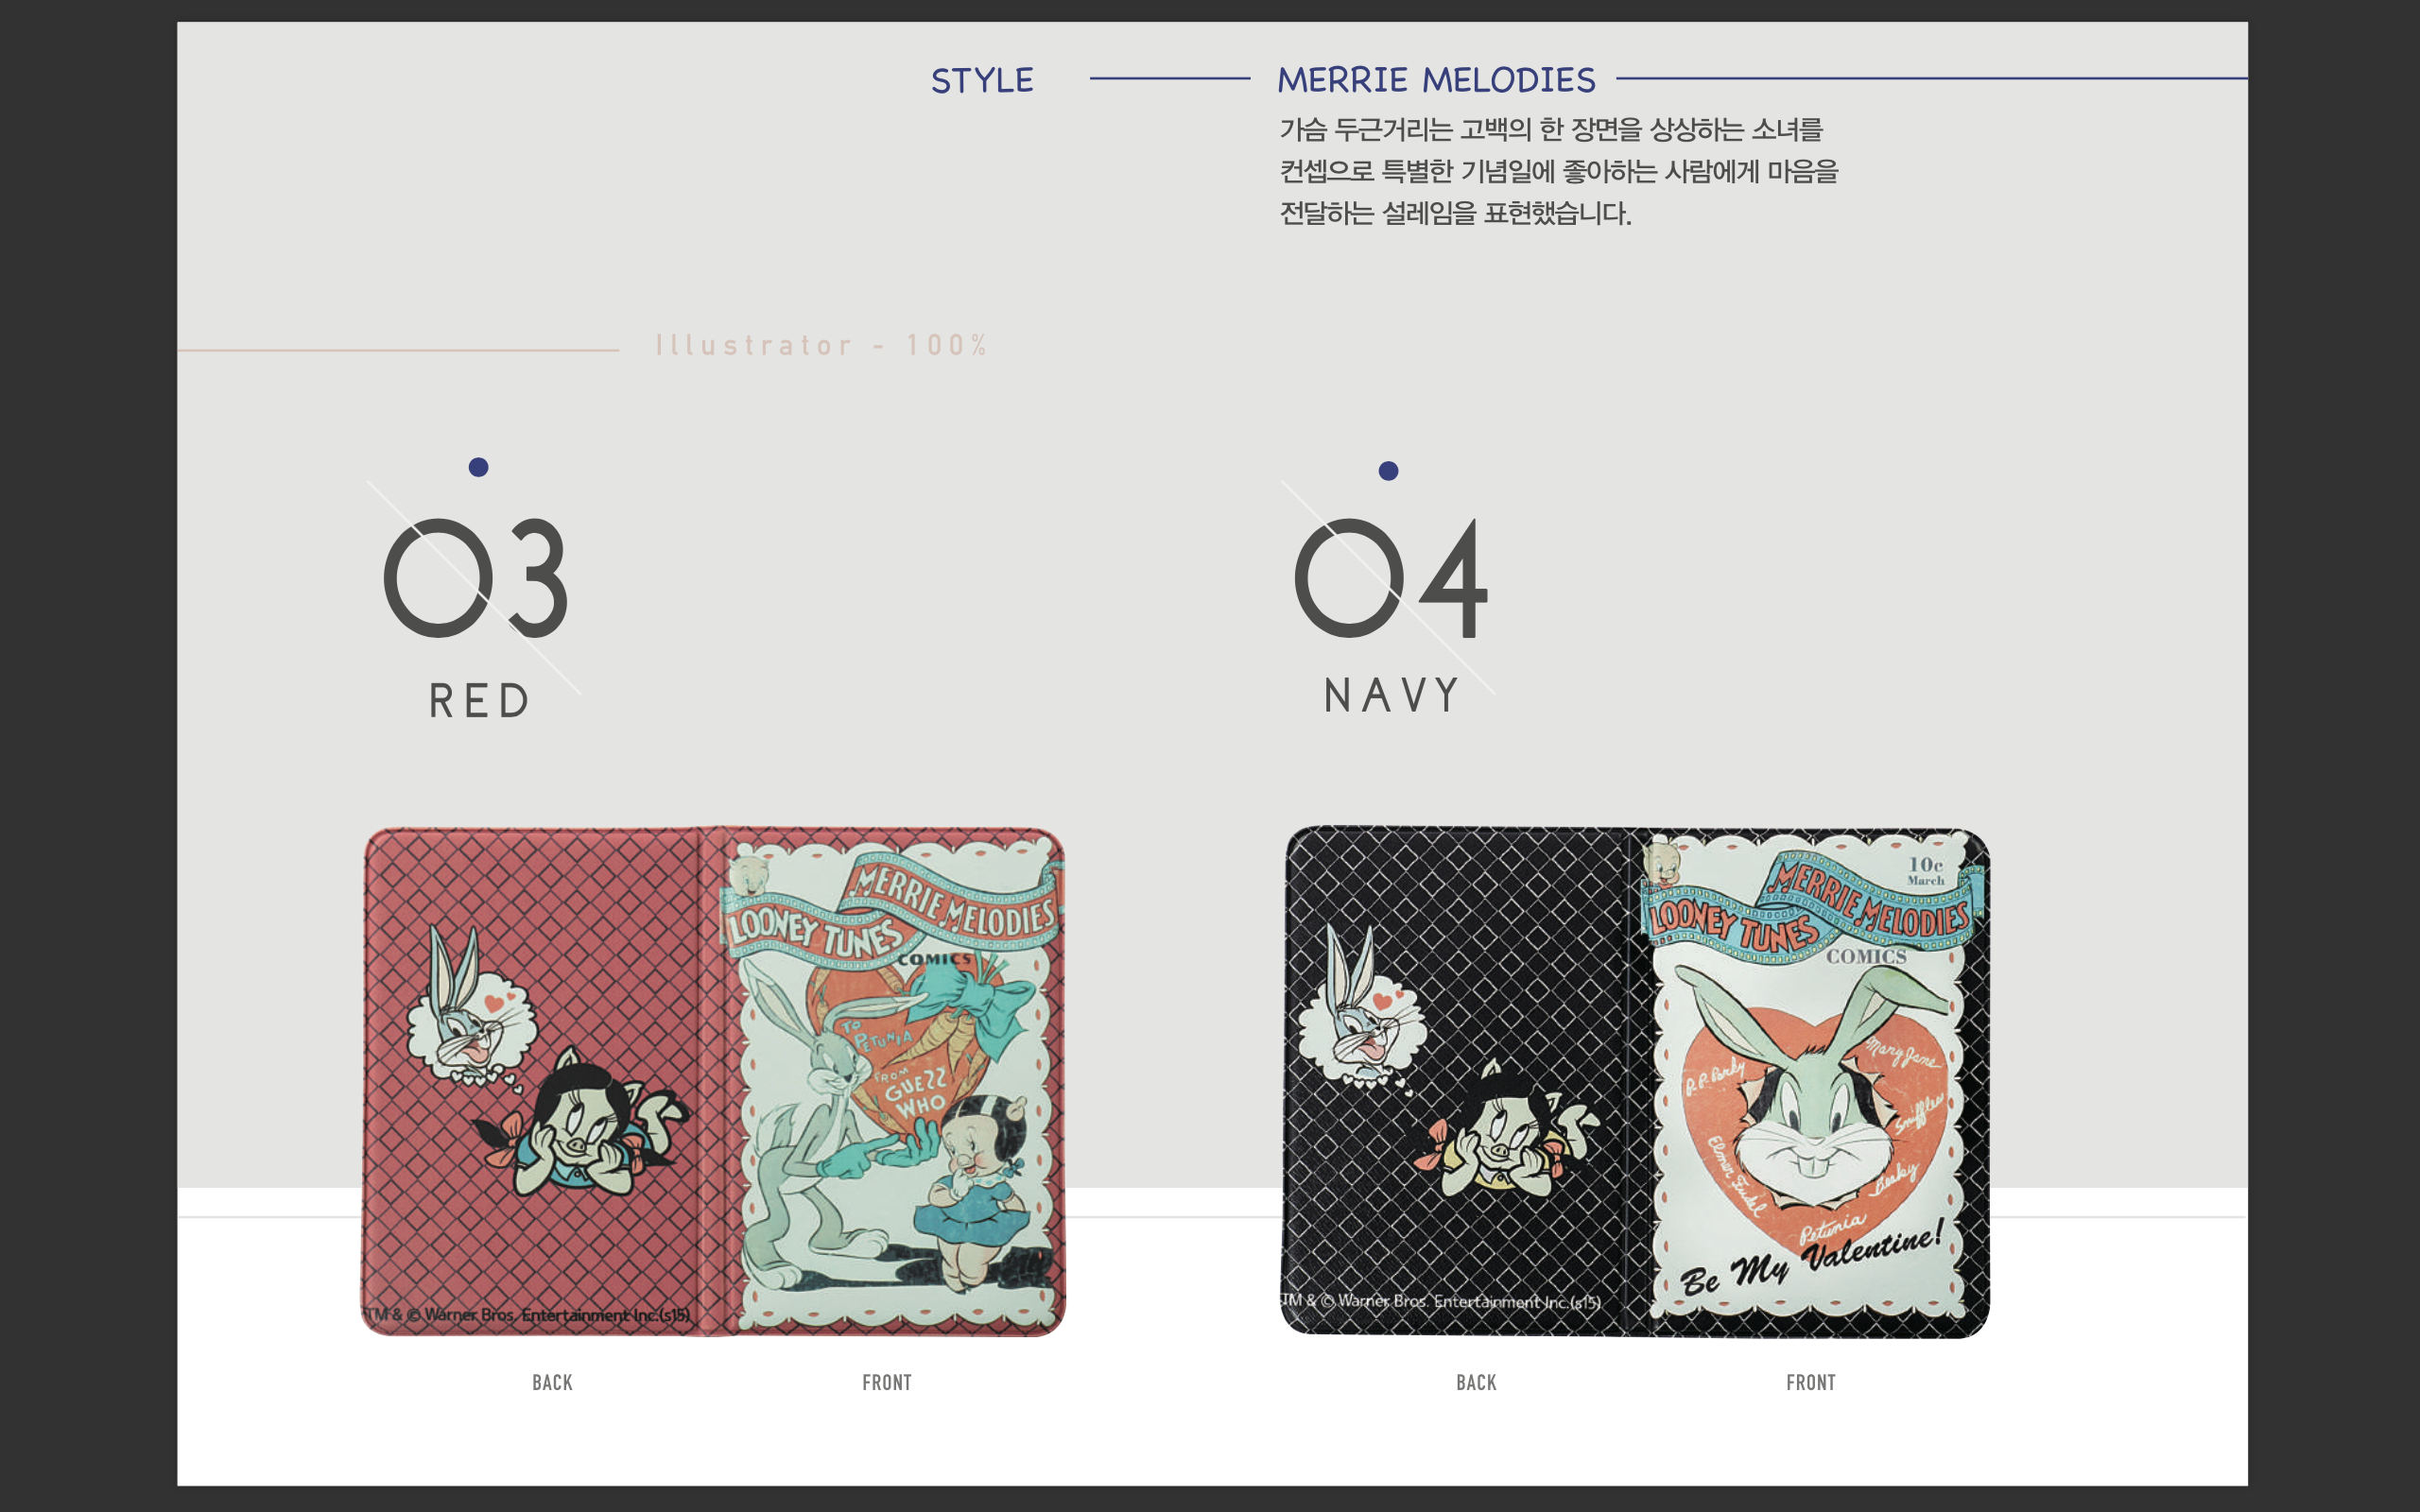 STYLE
MERRIE MELODIES
가슴 두근거리는 고백의 한 장면을 상상하는 소녀를
컨셉으로 특별한 기념일에 좋아하는 사람에게 마음을
전달하는 설레임을 표현했습니다.
Illustrator - 100%
03
RED
04
NAVY
MERRIE MELODIES
LOONEY TUNES
COMICS
TO
PETUNIA
FROM
GUEZZ
WHO
TM & © Warner Bros. Entertainment Inc.(s15)
10c
March
MERRIE MELODIES
LOONEY TUNES
COMICS
Mary Jane
P.P. Porky
Sniffles
Elmer Fudd
Beaky
Petunia
Be My Valentine!
TM & © Warner Bros. Entertainment Inc.(s15)
BACK
FRONT
BACK
FRONT